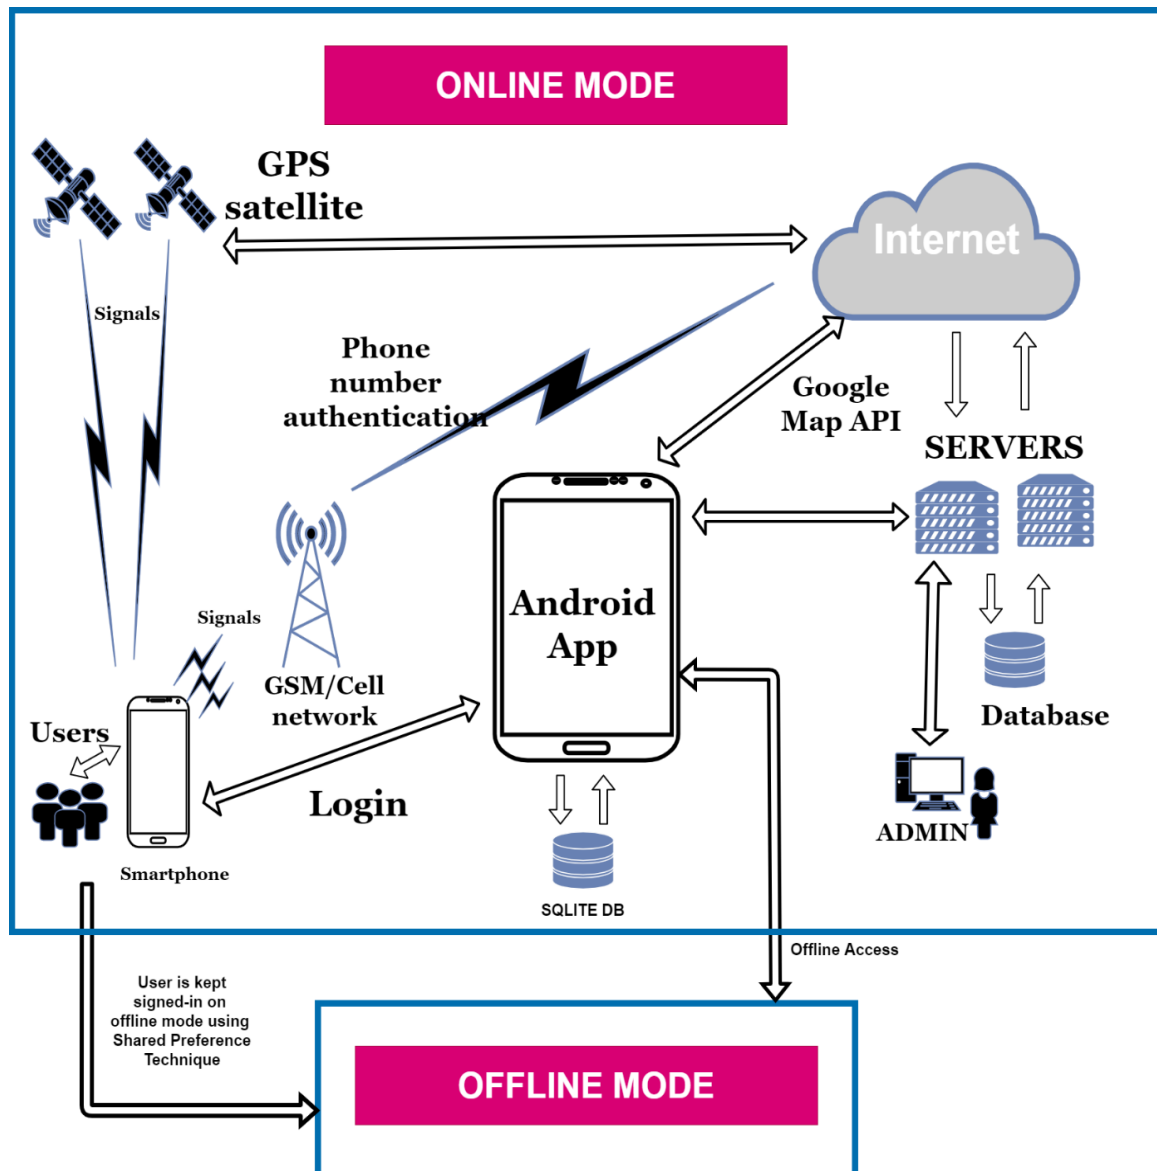 ONLINE MODE
GPS
satellite
Internet
Signals
Phone
number
authentication
Google
Map API
SERVERS
Android
App
Signals
GSM/Cell
network
Users
Database
Login
ADMIN
Smartphone
SQLITE DB
Offline Access
User is kept
signed-in on
offline mode using
Shared Preference
Technique
OFFLINE MODE